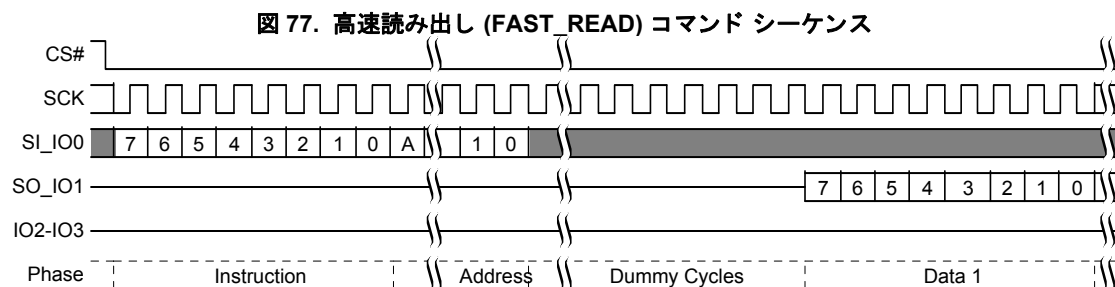 図 77. 高速読み出し (FAST_READ) コマンド シーケンス
CS#
SCK
SI_IO0 7 6 5 4 3 2 1 0 A 1 0
SO_IO1 7 6 5 4 3 2 1 0
IO2-IO3
Phase Instruction Address Dummy Cycles Data 1